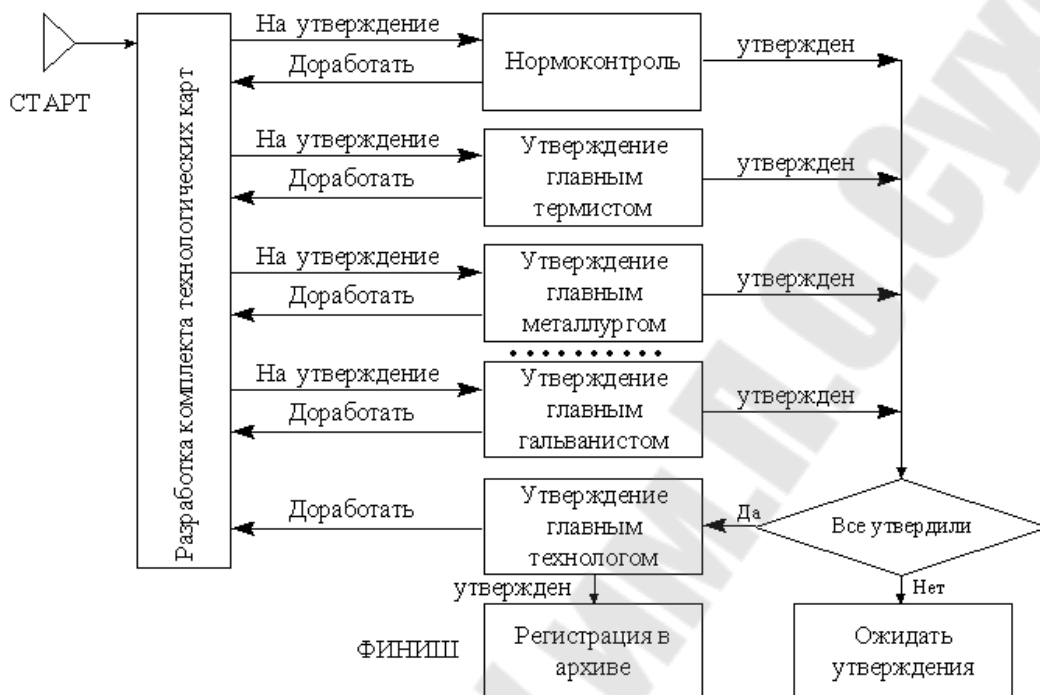 СТАРТ
Разработка комплекта технологических карт
На утверждение
Доработать
Нормоконтроль
утвержден
На утверждение
Доработать
Утверждение
главным
термистом
утвержден
На утверждение
Доработать
Утверждение
главным
металлургом
утвержден
На утверждение
Доработать
Утверждение
главным
гальванистом
утвержден
Доработать
Утверждение
главным
технологом
Да
Все утвердили
утвержден
Нет
ФИНИШ
Регистрация в
архиве
Ожидать
утверждения